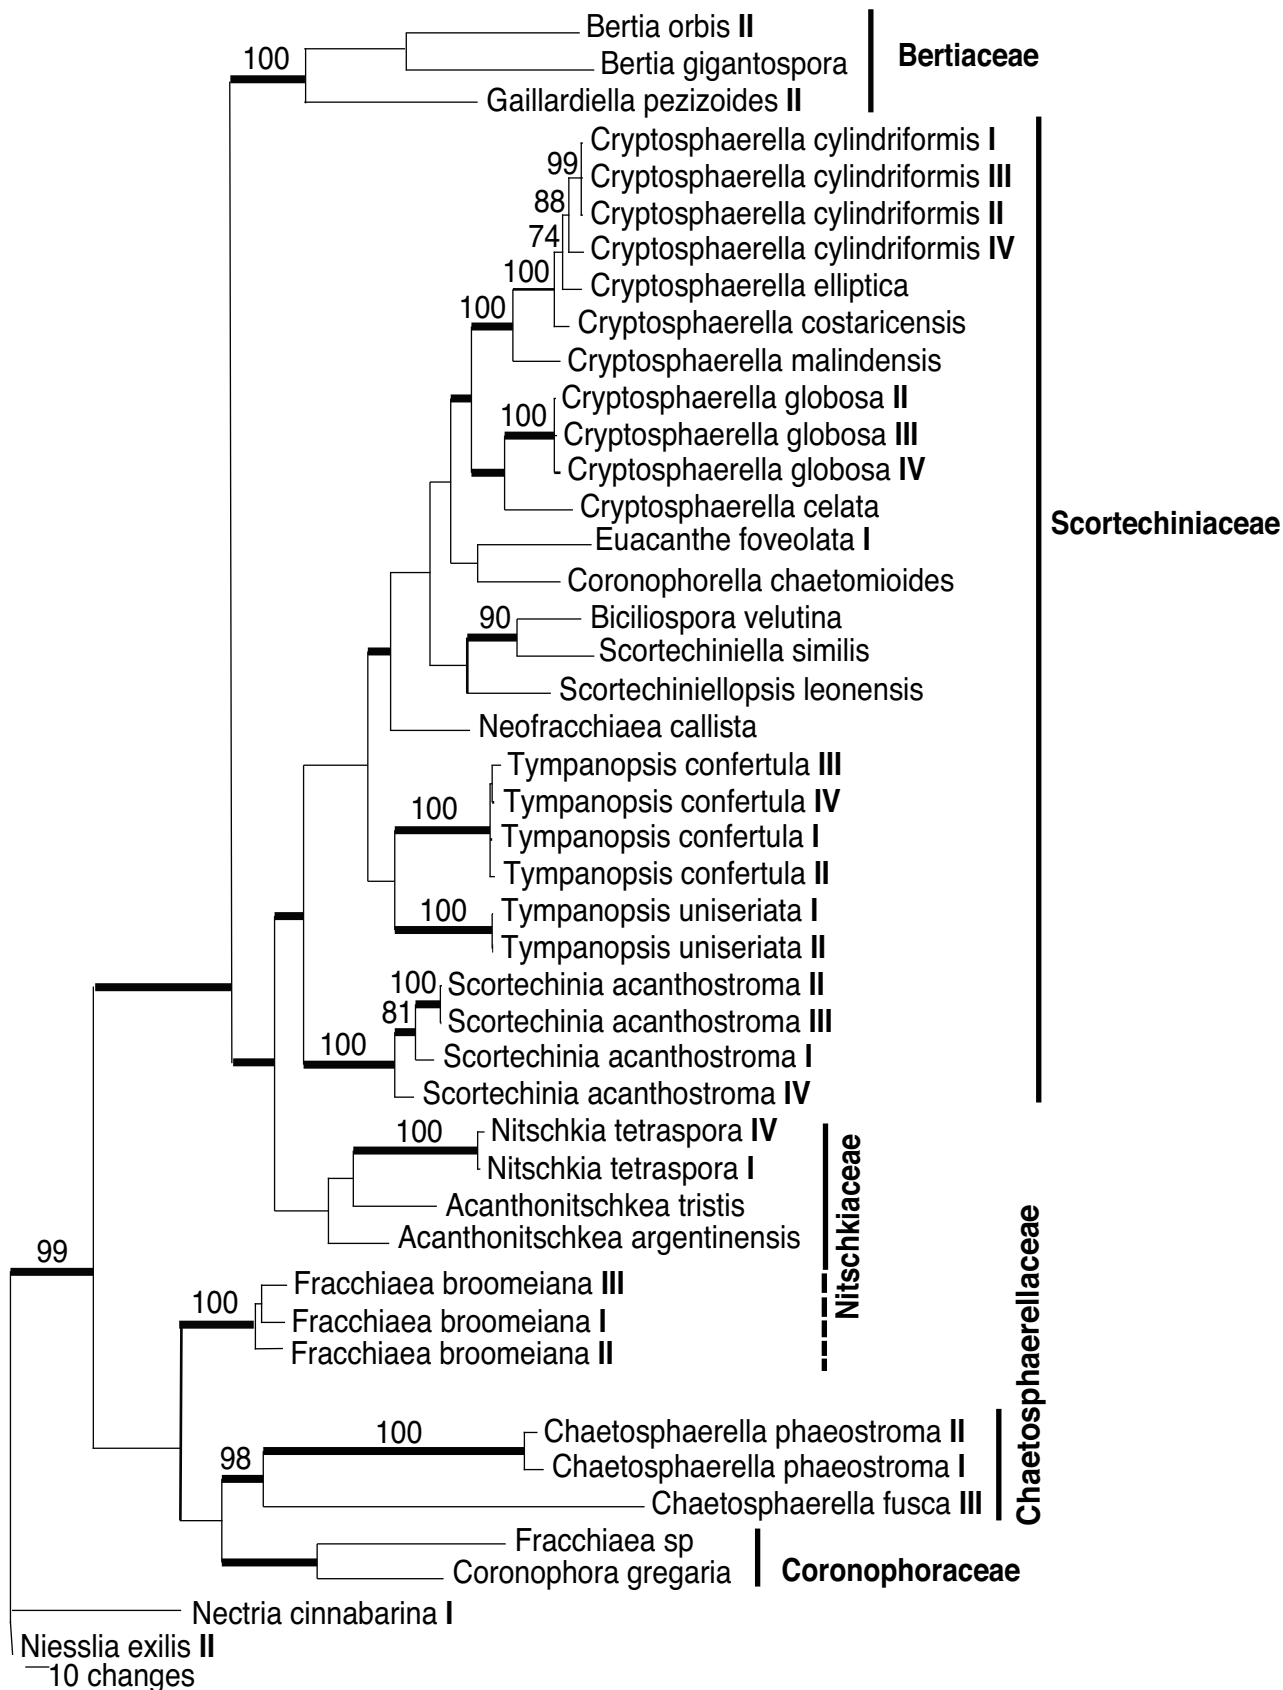 Bertia orbis II
100
Bertiaceae
Bertia gigantospora
Gaillardiella pezizoides II
Cryptosphaerella cylindriformis I
99
Cryptosphaerella cylindriformis III
88
Cryptosphaerella cylindriformis II
74
Cryptosphaerella cylindriformis IV
100
Cryptosphaerella elliptica
100
Cryptosphaerella costaricensis
Cryptosphaerella malindensis
Cryptosphaerella globosa II
100
Cryptosphaerella globosa III
Cryptosphaerella globosa IV
Cryptosphaerella celata
Scortechiniaceae
Euacanthe foveolata I
Coronophorella chaetomioides
90
Biciliospora velutina
Scortechiniella similis
Scortechiniellopsis leonensis
Neofracchiaea callista
Tympanopsis confertula III
100
Tympanopsis confertula IV
Tympanopsis confertula I
Tympanopsis confertula II
100
Tympanopsis uniseriata I
Tympanopsis uniseriata II
100
Scortechinia acanthostroma II
81
Scortechinia acanthostroma III
100
Scortechinia acanthostroma I
Scortechinia acanthostroma IV
100
Nitschkia tetraspora IV
Nitschkia tetraspora I
Acanthonitschkea tristis
Acanthonitschkea argentinensis
Nitschkiaceae
99
Fracchiaea broomeiana III
100
Fracchiaea broomeiana I
Fracchiaea broomeiana II
Chaetosphaerellaceae
100
Chaetosphaerella phaeostroma II
98
Chaetosphaerella phaeostroma I
Chaetosphaerella fusca III
Fracchiaea sp
Coronophora gregaria
Coronophoraceae
Nectria cinnabarina I
Niesslia exilis II
10 changes